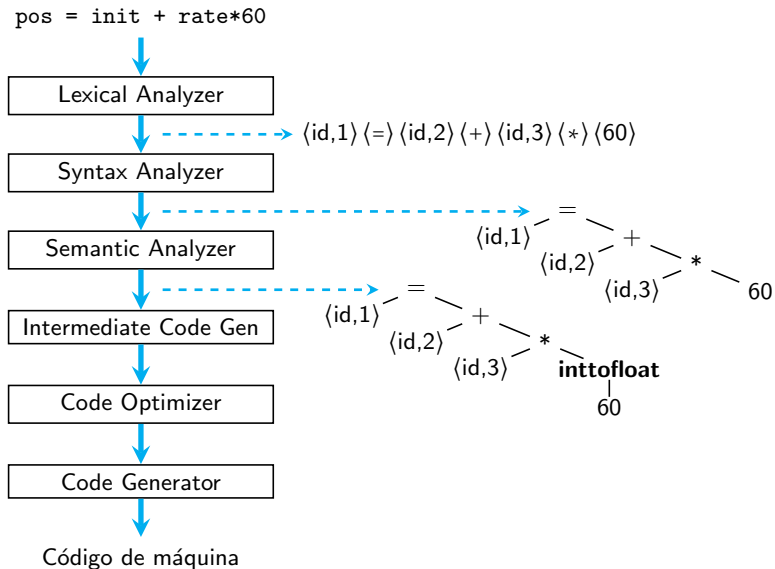 pos = init + rate*60
Lexical Analyzer
⟨id,1⟩ ⟨=⟩ ⟨id,2⟩ ⟨+⟩ ⟨id,3⟩ ⟨*⟩ ⟨60⟩
Syntax Analyzer
=
⟨id,1⟩ +
⟨id,2⟩ *
⟨id,3⟩ 60
Semantic Analyzer
=
⟨id,1⟩ +
⟨id,2⟩ *
⟨id,3⟩ inttofloat
60
Intermediate Code Gen
Code Optimizer
Code Generator
Código de máquina